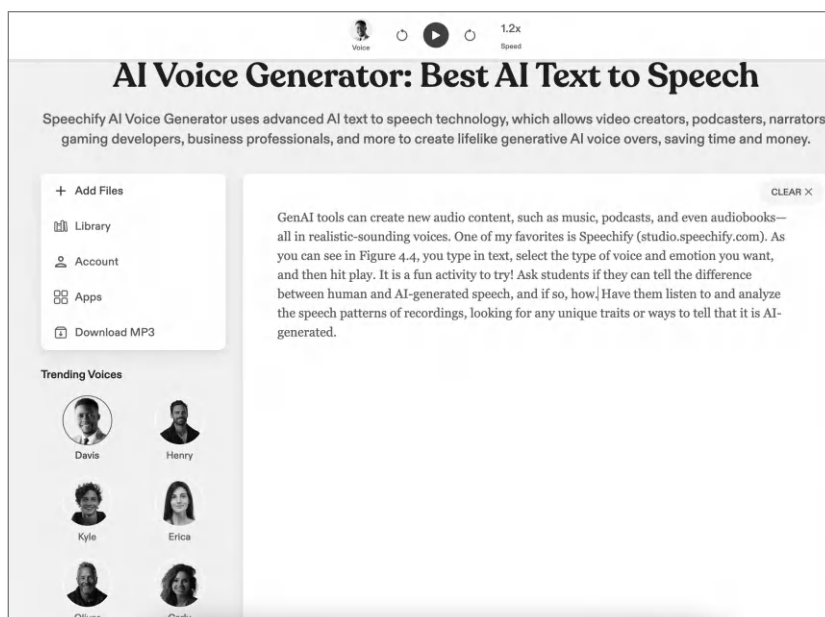 1.2x
Voice
Speed
AI Voice Generator: Best AI Text to Speech
Speechify AI Voice Generator uses advanced AI text to speech technology, which allows video creators, podcasters, narrators
gaming developers, business professionals, and more to create lifelike generative AI voice overs, saving time and money.
+ Add Files
Library
Account
Apps
Download MP3
Trending Voices
Davis
Henry
Kyle
Erica
CLEAR ×
GenAI tools can create new audio content, such as music, podcasts, and even audiobooks—
all in realistic-sounding voices. One of my favorites is Speechify (studio.speechify.com). As
you can see in Figure 4.4, you type in text, select the type of voice and emotion you want,
and then hit play. It is a fun activity to try! Ask students if they can tell the difference
between human and AI-generated speech, and if so, how. Have them listen to and analyze
the speech patterns of recordings, looking for any unique traits or ways to tell that it is AI-
generated.